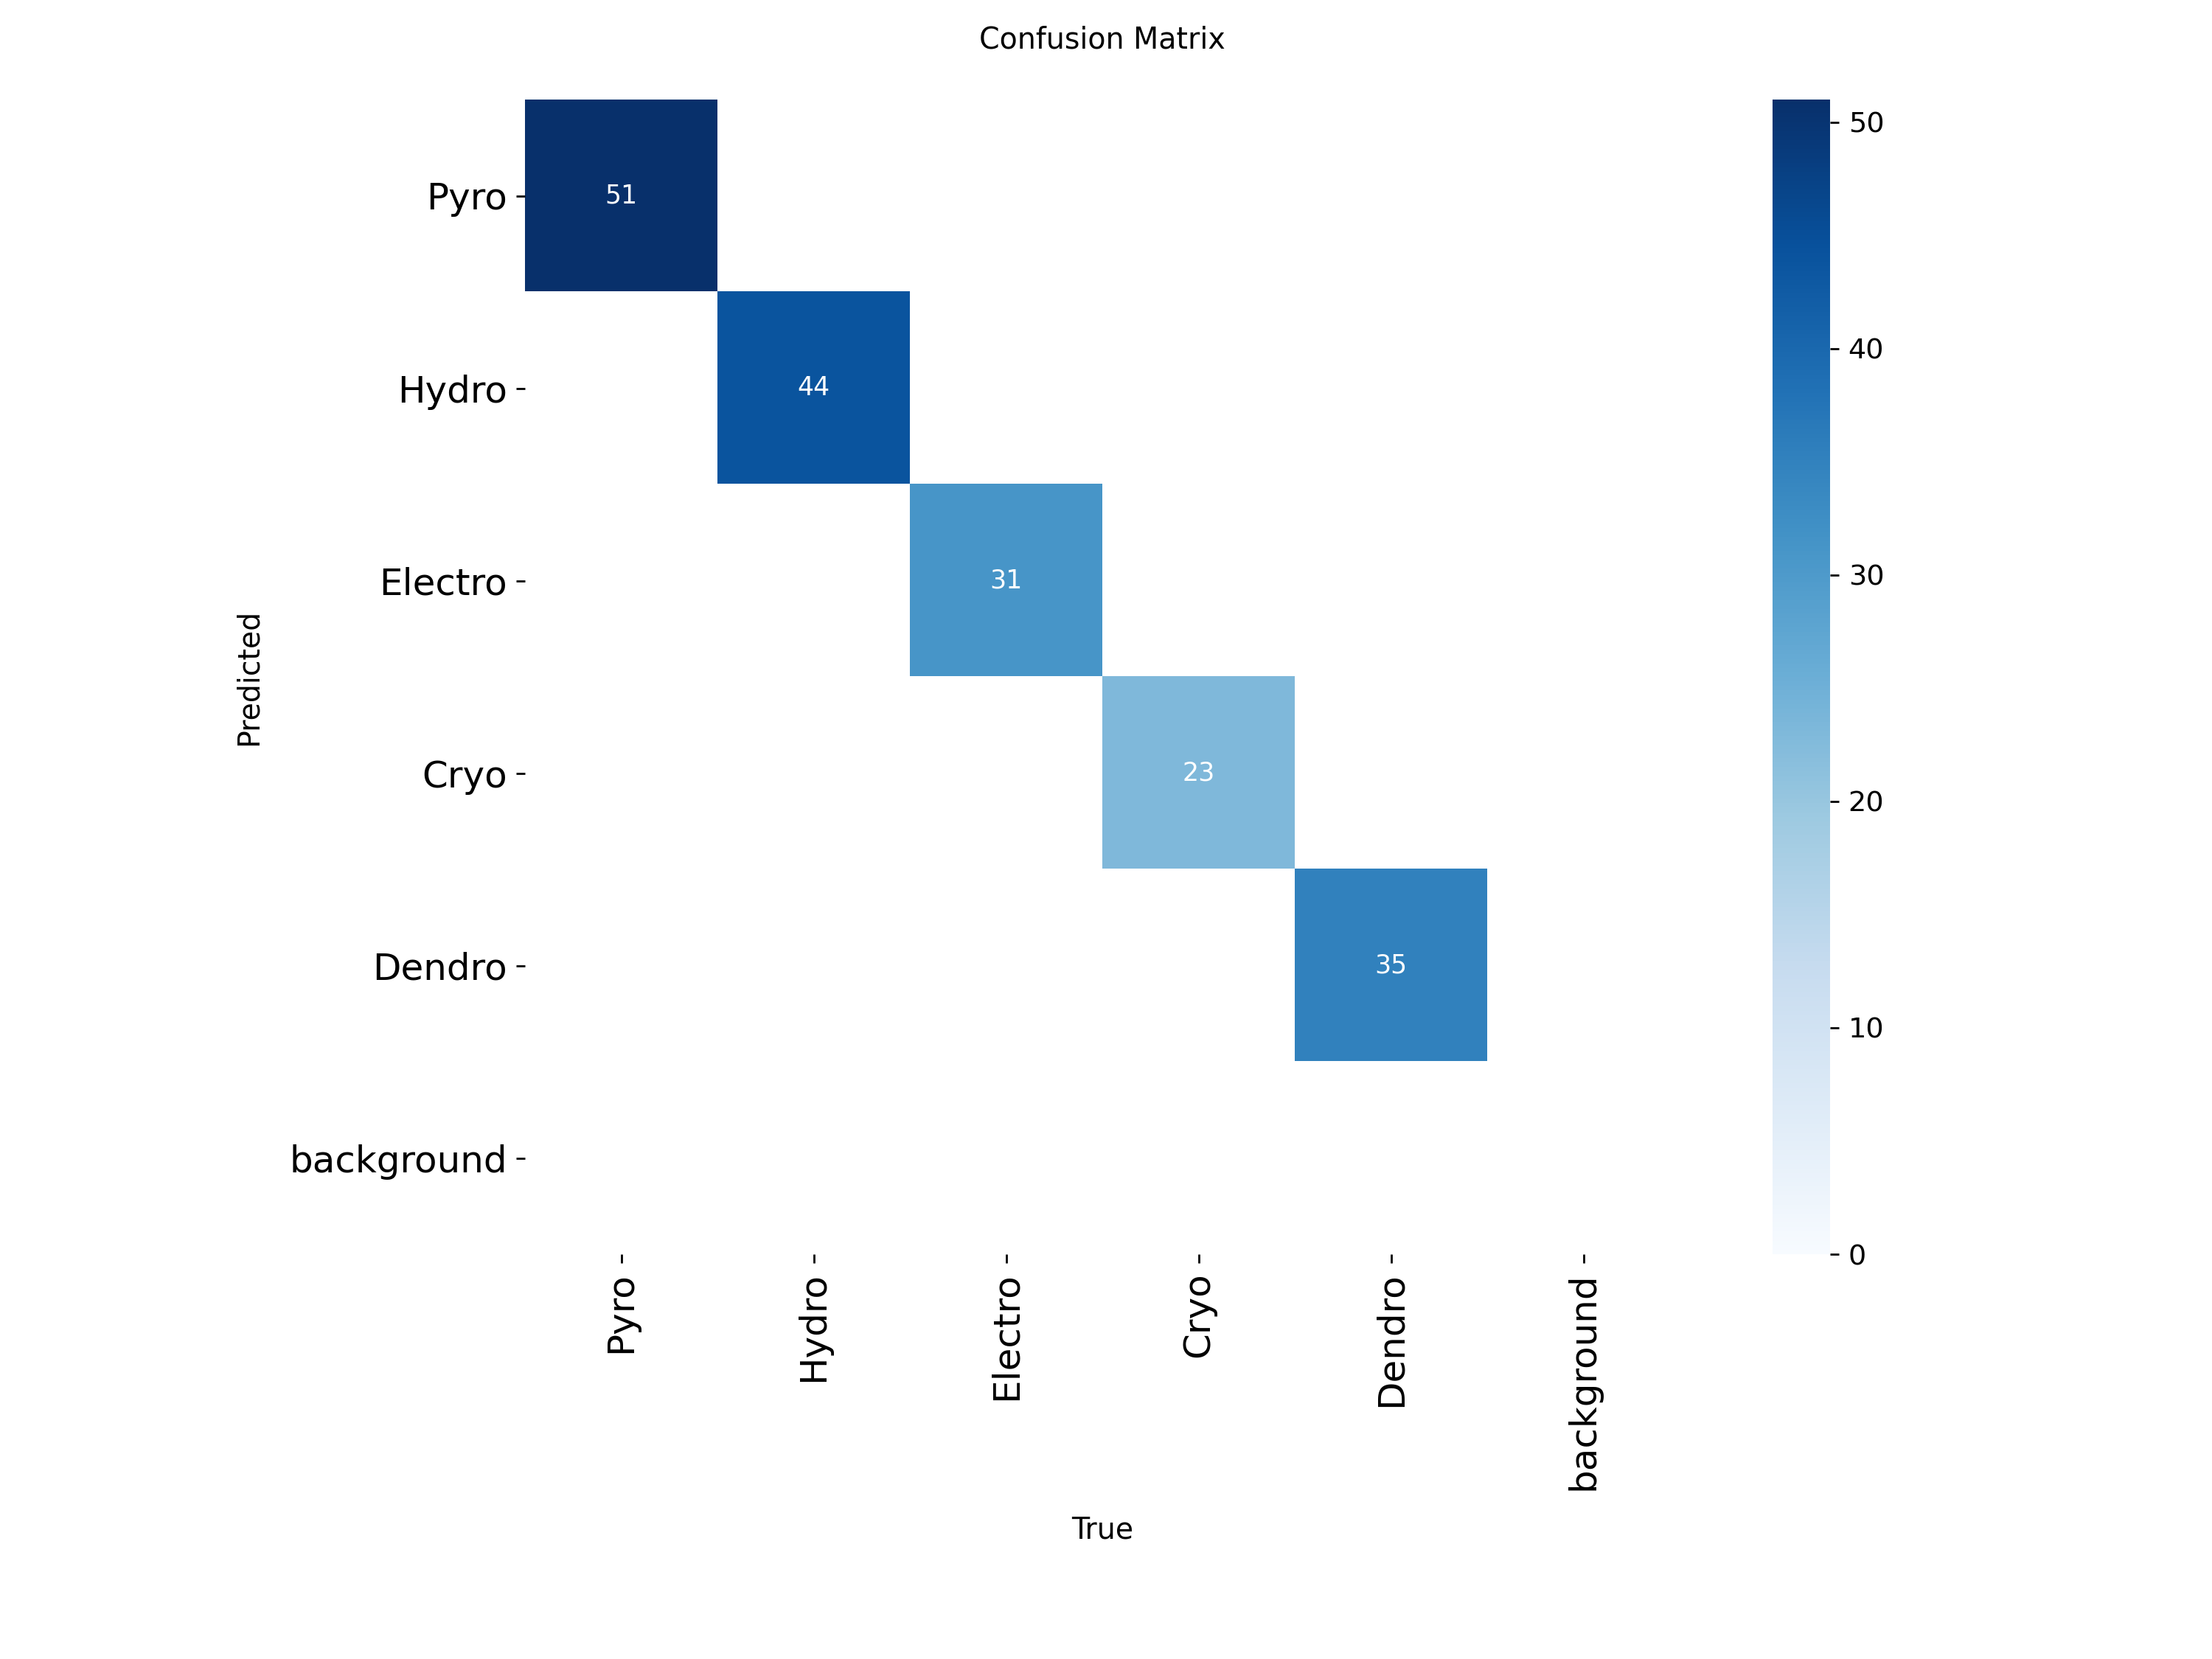 Confusion Matrix
Pyro
51
Hydro
44
Electro
31
Cryo
23
Dendro
35
background
Predicted
Pyro
Hydro
Electro
Cryo
Dendro
background
True
50
40
30
20
10
0